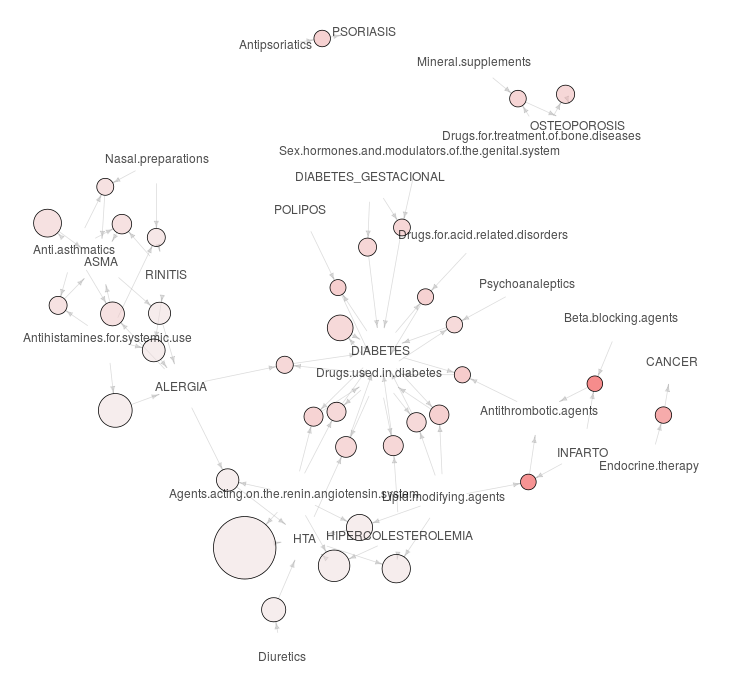 PSORIASIS
Antipsoriatics
Mineral.supplements
OSTEOPOROSIS
Drugs.for.treatment.of.bone.diseases
Sex.hormones.and.modulators.of.the.genital.system
Nasal.preparations
DIABETES_GESTACIONAL
POLIPOS
Drugs.for.acid.related.disorders
Anti.asthmatics
ASMA
RINITIS
Psychoanaleptics
Beta.blocking.agents
Antihistamines.for.systemic.use
DIABETES
CANCER
Drugs.used.in.diabetes
ALERGIA
Antithrombotic.agents
INFARTO
Endocrine.therapy
Agents.acting.on.the.renin.angiotensin.system
Lipid.modifying.agents
HTA
HIPERCOLESTEROLEMIA
Diuretics